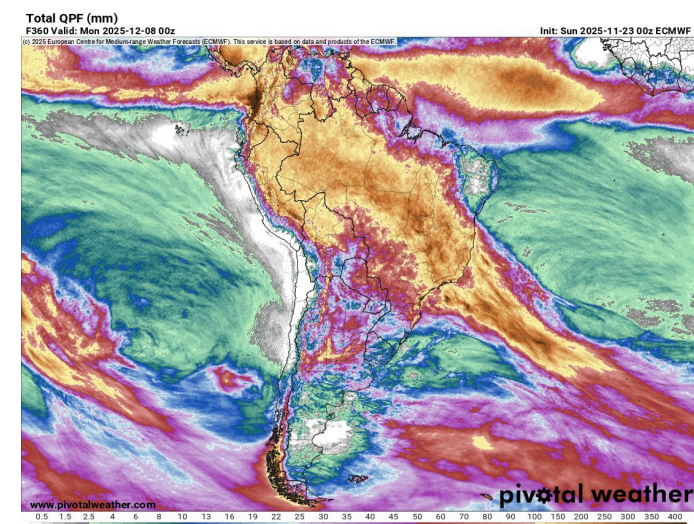 Total QPF (mm)
F360 Valid: Mon 2025-12-08 00z
Init: Sun 2025-11-23 00z ECMWF
(c) 2025 European Centre for Medium-range Weather Forecasts (ECMWF). This service is based on data and products of the ECMWF.
www.pivotalweather.com
pivotal weather
0.5 1.5 2.5 4 6 8 10 13 16 19 22 25 30 35 40 45 50 60 70 80 90 100 150 200 250 300 350 400